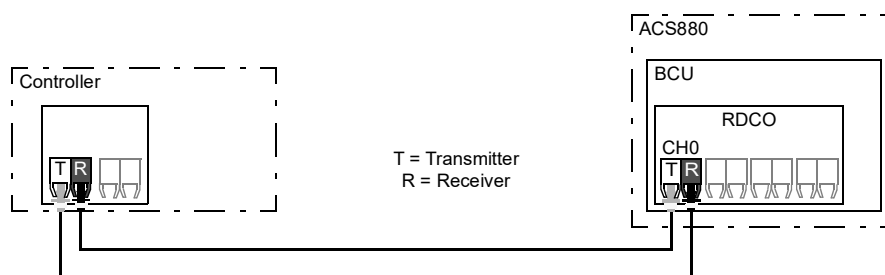 ACS880
Controller
BCU
RDCO
CH0
T R
T = Transmitter
R = Receiver
T R